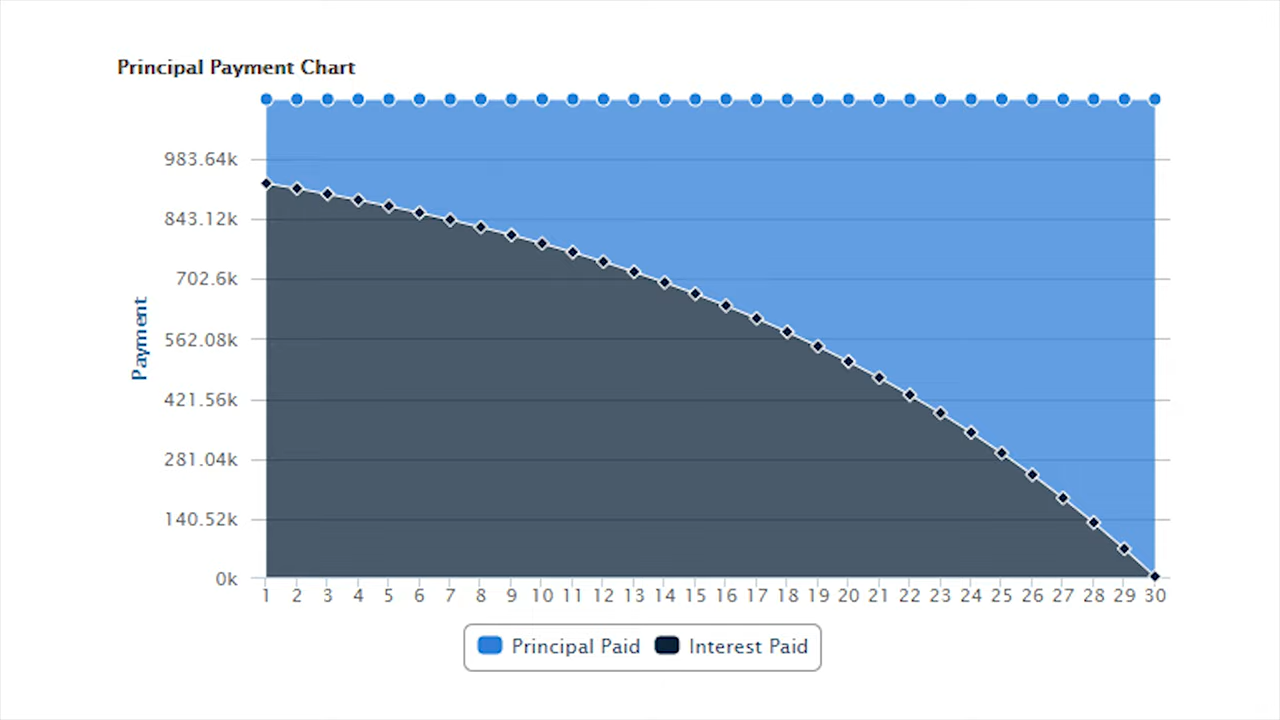 Principal Payment Chart
983.64k
843.12k
702.6k
562.08k
421.56k
281.04k
140.52k
0k
Payment
1 2 3 4 5 6 7 8 9 10 11 12 13 14 15 16 17 18 19 20 21 22 23 24 25 26 27 28 29 30
Principal Paid Interest Paid